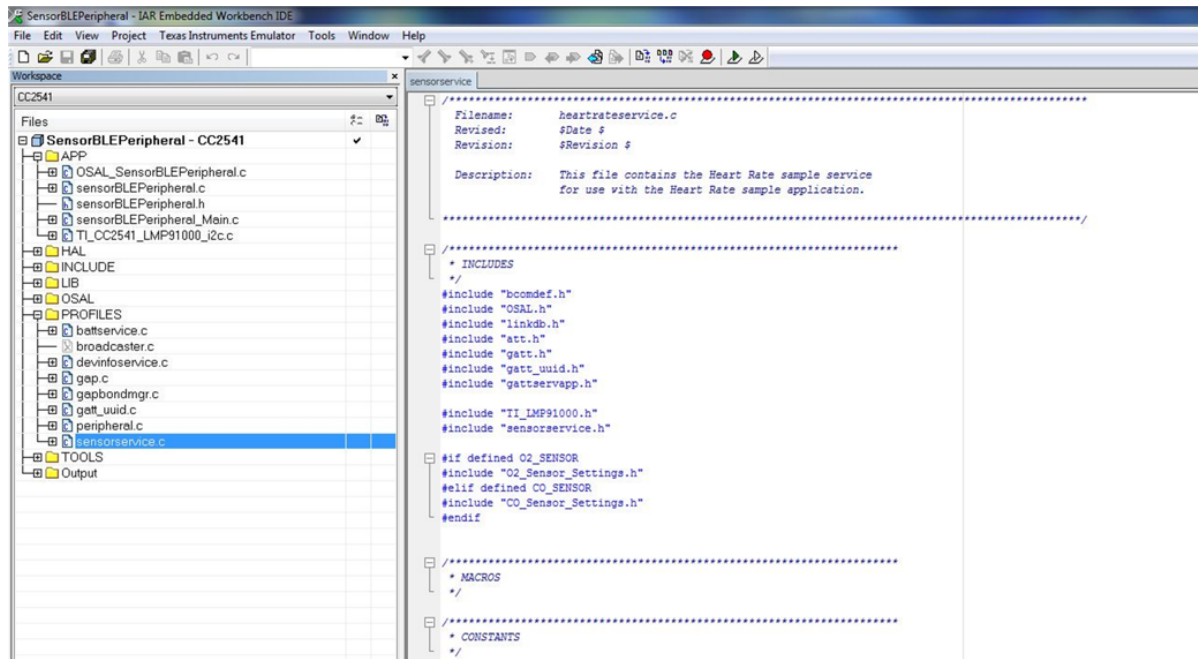 SensorBLEPeripheral - IAR Embedded Workbench IDE
File Edit View Project Texas Instruments Emulator Tools Window Help
Workspace
CC2541
Files
SensorBLEPeripheral - CC2541
APP
OSAL_SensorBLEPeripheral.c
sensorBLEPeripheral.c
sensorBLEPeripheral.h
sensorBLEPeripheral_Main.c
TI_CC2541_LMP91000_i2c.c
HAL
INCLUDE
LIB
OSAL
PROFILES
battservice.c
broadcaster.c
devinfoservice.c
gap.c
gapbondmgr.c
gatt_uuid.c
peripheral.c
sensorservice.c
TOOLS
Output
sensorservice
/**************************************************************************************************
Filename: heartrateservice.c
Revised: $Date $
Revision: $Revision $
Description: This file contains the Heart Rate sample service
for use with the Heart Rate sample application.
**************************************************************************************************/
/*********************************************************************
* INCLUDES
*/
#include "bcomdef.h"
#include "OSAL.h"
#include "linkdb.h"
#include "att.h"
#include "gatt.h"
#include "gatt_uuid.h"
#include "gattservapp.h"
#include "TI_LMP91000.h"
#include "sensorservice.h"
#if defined O2_SENSOR
#include "O2_Sensor_Settings.h"
#elif defined CO_SENSOR
#include "CO_Sensor_Settings.h"
#endif
/*********************************************************************
* MACROS
*/
/*********************************************************************
* CONSTANTS
*/